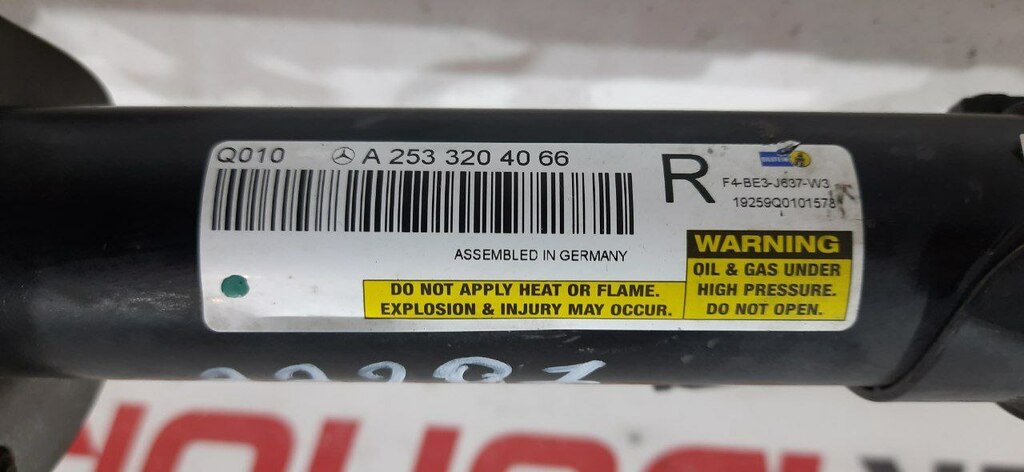 Q010 A 253 320 40 66
R
BILSTEIN
F4-BE3-J637-W3
19259Q0101578
ASSEMBLED IN GERMANY
WARNING
OIL & GAS UNDER
HIGH PRESSURE.
DO NOT OPEN.
DO NOT APPLY HEAT OR FLAME.
EXPLOSION & INJURY MAY OCCUR.